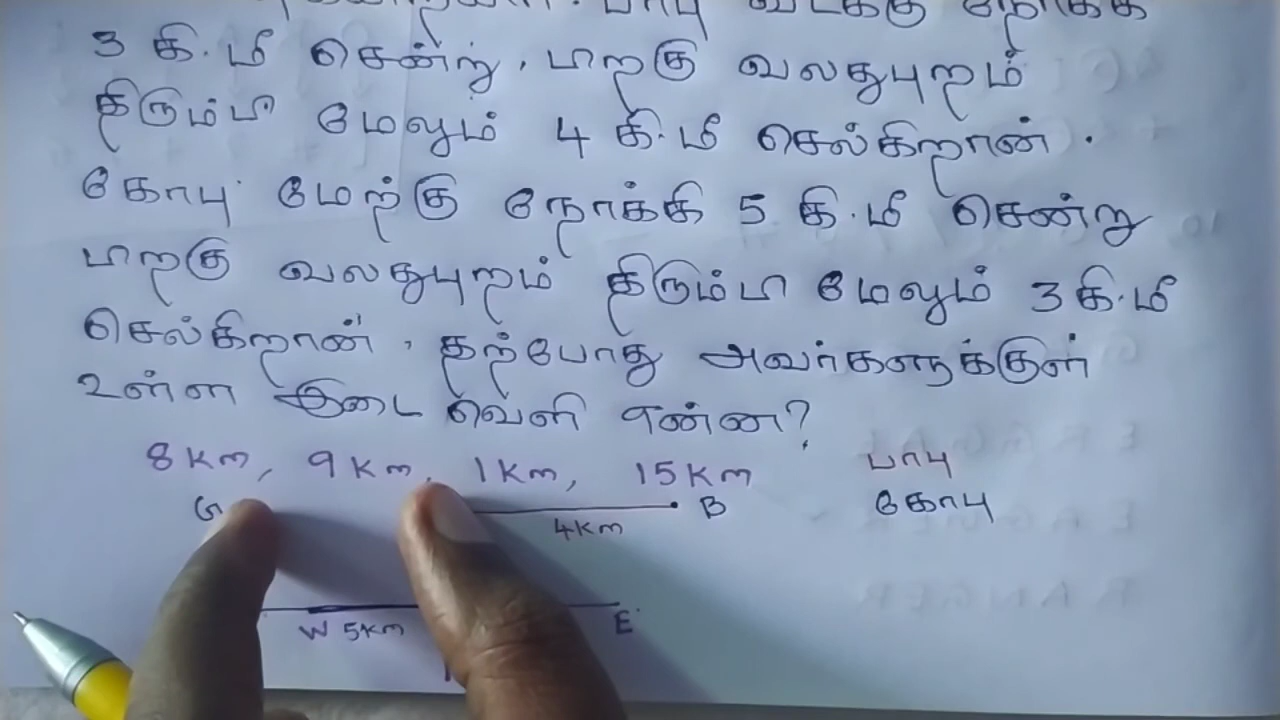 பாபு வடக்கு நோக்கி
3 கி.மீ சென்று, பிறகு வலதுபுறம்
திரும்பி மேலும் 4 கி.மீ செல்கிறான்.
கோபு மேற்கு நோக்கி 5 கி.மீ சென்று
பிறகு வலதுபுறம் திரும்பி மேலும் 3 கி.மீ
செல்கிறான், தற்போது அவர்களுக்குள்
உள்ள இடைவெளி என்ன?
8 Km, 9 Km, 1 Km, 15 Km
பாபு
G B கோபு
4Km
W 5Km E